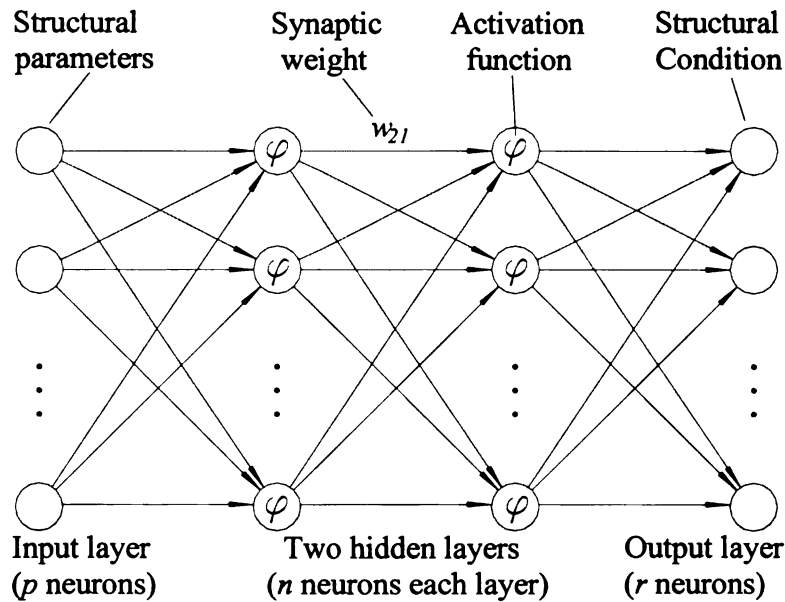 Structural
parameters
Synaptic
weight
Activation
function
Structural
Condition
w21
φ φ
φ φ
φ φ
Input layer
(p neurons)
Two hidden layers
(n neurons each layer)
Output layer
(r neurons)